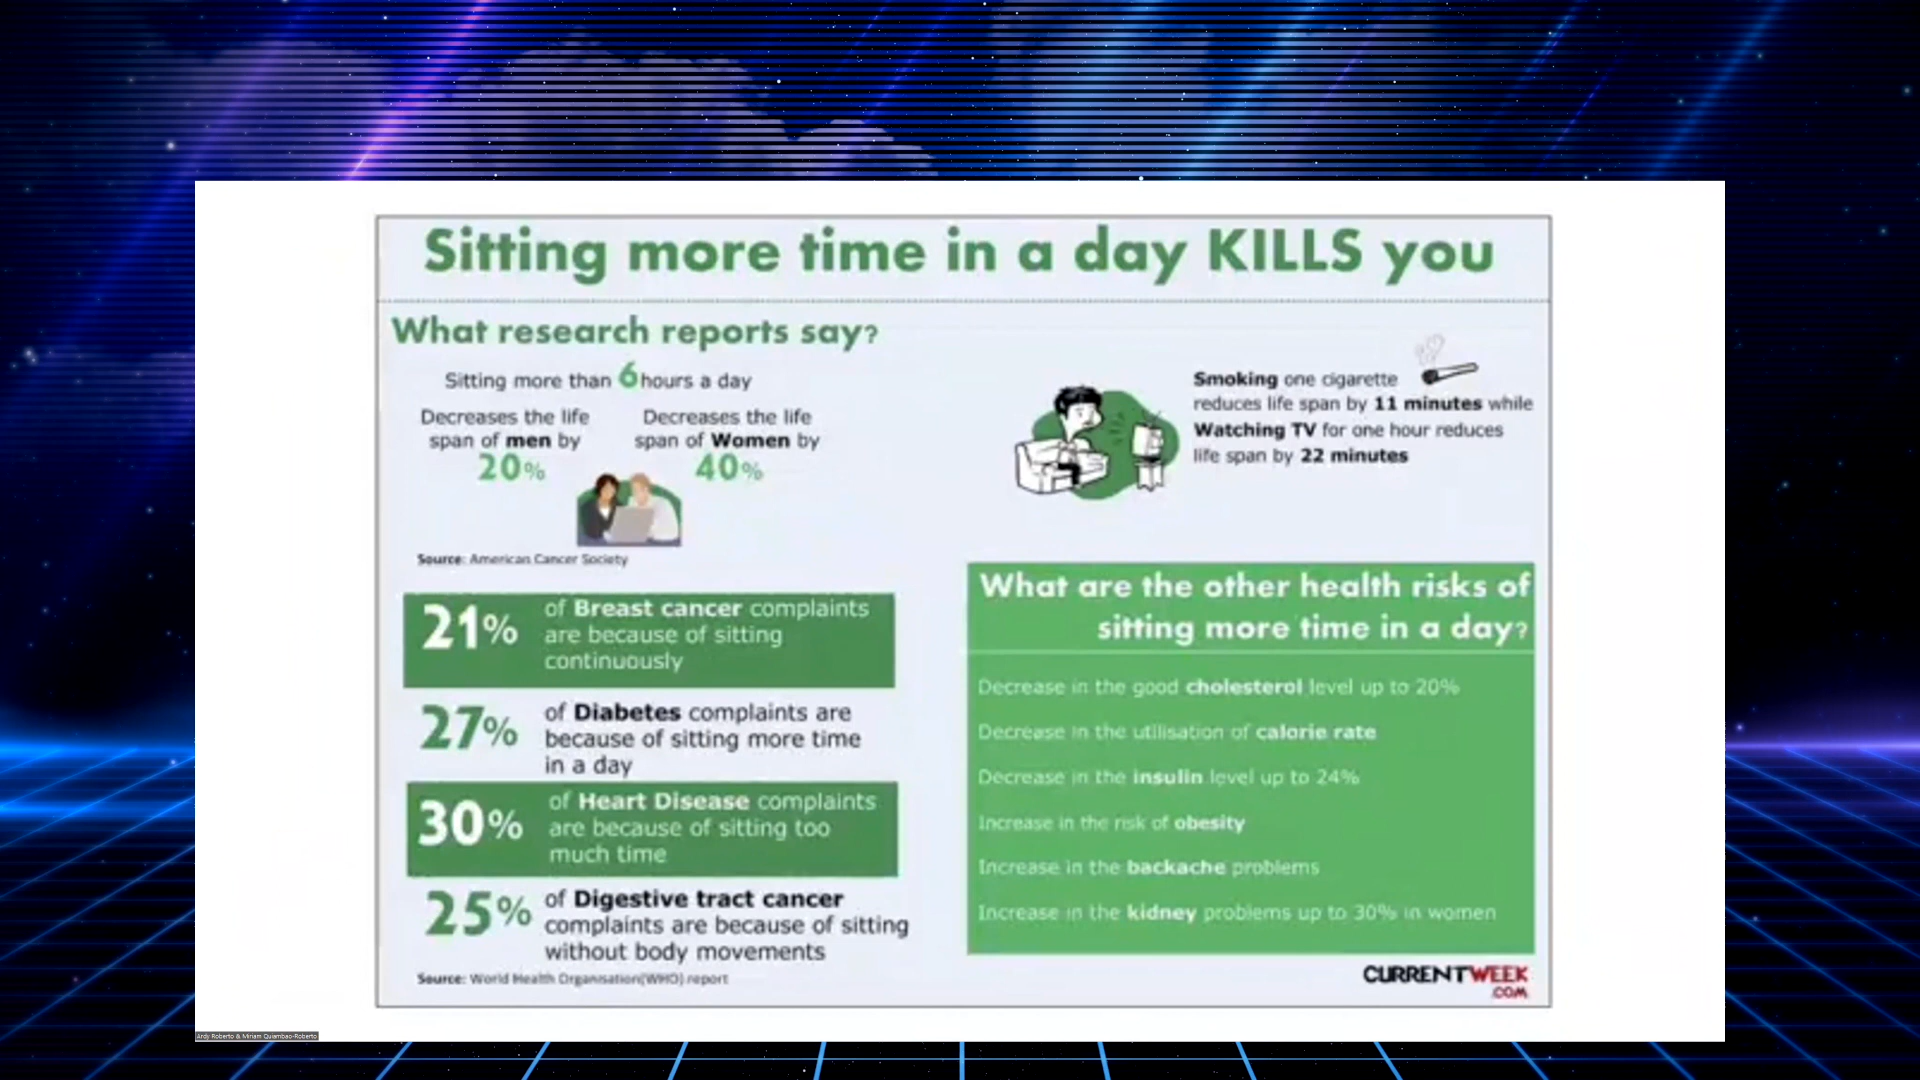 Sitting more time in a day KILLS you
What research reports say?
Sitting more than 6 hours a day
Decreases the life
span of men by
20%
Decreases the life
span of Women by
40%
Source: American Cancer Society
Smoking one cigarette
reduces life span by 11 minutes while
Watching TV for one hour reduces
life span by 22 minutes
21%
of Breast cancer complaints
are because of sitting
continuously
27%
of Diabetes complaints are
because of sitting more time
in a day
30%
of Heart Disease complaints
are because of sitting too
much time
25%
of Digestive tract cancer
complaints are because of sitting
without body movements
Source: World Health Organisation(WHO) report
What are the other health risks of
sitting more time in a day?
Decrease in the good cholesterol level up to 20%
Decrease in the utilisation of calorie rate
Decrease in the insulin level up to 24%
Increase in the risk of obesity
Increase in the backache problems
Increase in the kidney problems up to 30% in women
CURRENTWEEK
.COM
Ardy Roberto & Miriam Quiambao-Roberto